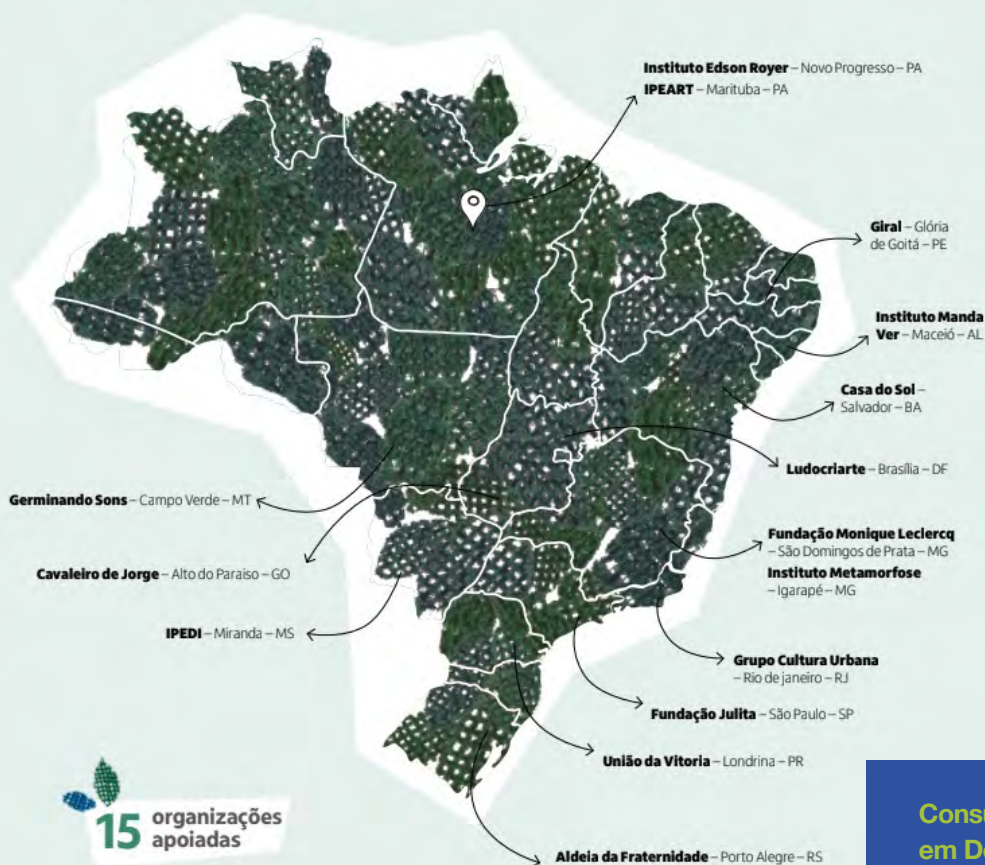 Instituto Edson Royer – Novo Progresso – PA
IPEART – Marituba – PA
Giral – Glória
de Goitá – PE
Instituto Manda
Ver – Maceió – AL
Casa do Sol –
Salvador – BA
Ludocriarte – Brasília – DF
Germinando Sons – Campo Verde – MT
Fundação Monique Leclercq
– São Domingos de Prata – MG
Instituto Metamorfose
– Igarapé – MG
Cavaleiro de Jorge – Alto do Paraiso – GO
IPEDI – Miranda – MS
Grupo Cultura Urbana
– Rio de janeiro – RJ
Fundação Julita – São Paulo – SP
União da Vitoria – Londrina – PR
15 organizações
apoiadas
Aldeia da Fraternidade – Porto Alegre – RS